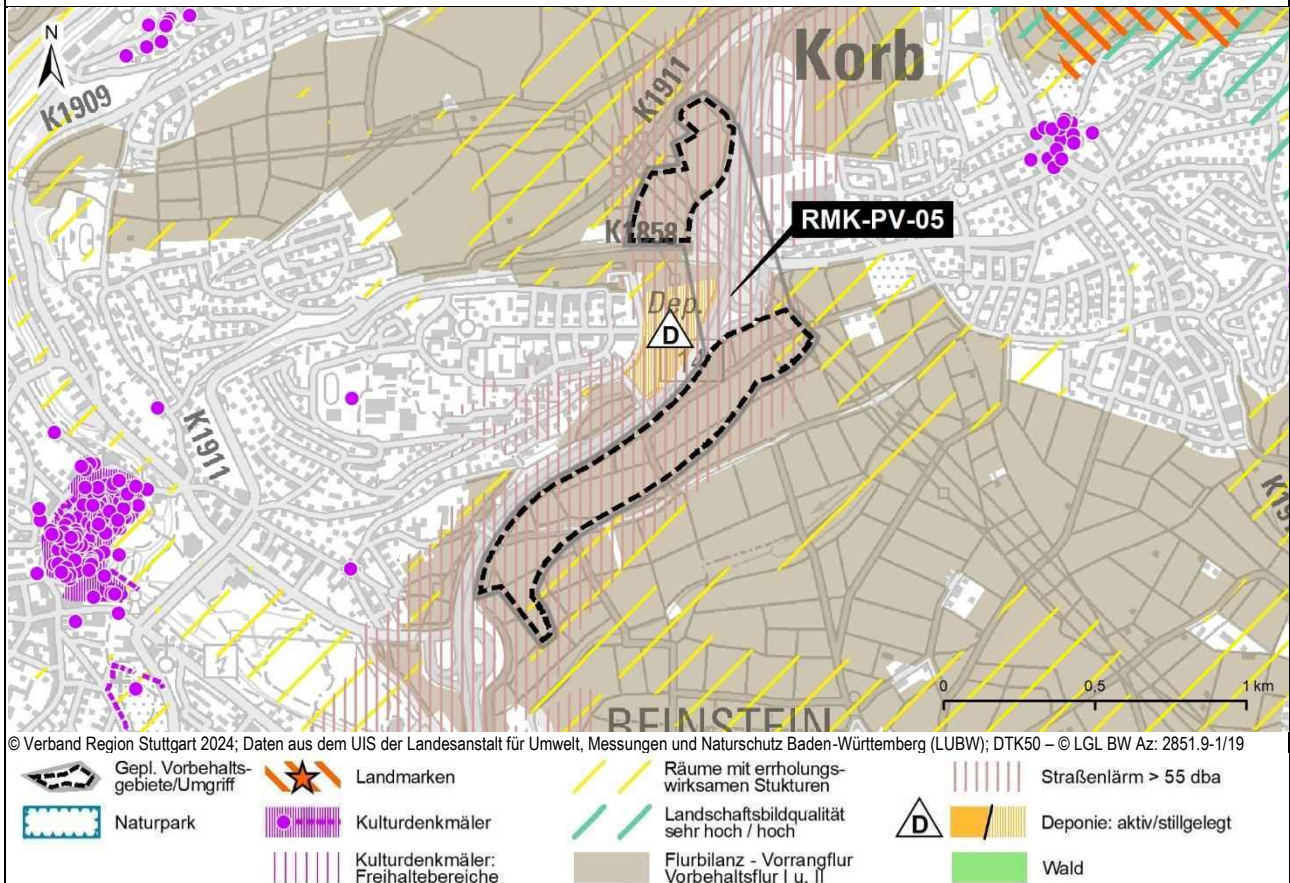 N
Korb
K1911
K1909
RMK-PV-05
K1858
Dep.
D
K1911
0 0,5 1 km
BEINSTEIN
© Verband Region Stuttgart 2024; Daten aus dem UIS der Landesanstalt für Umwelt, Messungen und Naturschutz Baden-Württemberg (LUBW); DTK50 – © LGL BW Az: 2851.9-1/19
Gepl. Vorbehalts-
gebiete/Umgriff
Landmarken
Räume mit errholungs-
wirksamen Stukturen
Straßenlärm > 55 dba
Naturpark
Kulturdenkmäler
Landschaftsbildqualität
sehr hoch / hoch
D
Deponie: aktiv/stillgelegt
Kulturdenkmäler:
Freihaltebereiche
Flurbilanz - Vorrangflur
Vorbehaltsflur I u. II
Wald